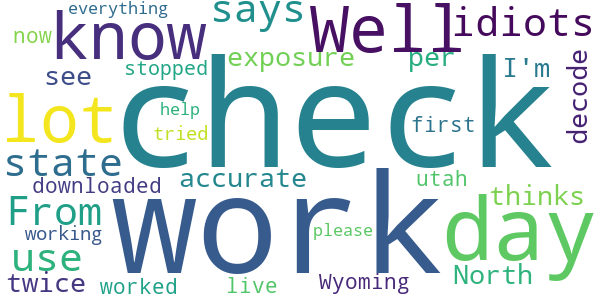 everything
says
Well
idiots
now
know
exposure
per
see
stopped
I'm
decode
lot
check
help
tried
first
state
downloaded
accurate
utah
thinks
From
work
day
working
please
use
North
twice
worked
live
Wyoming